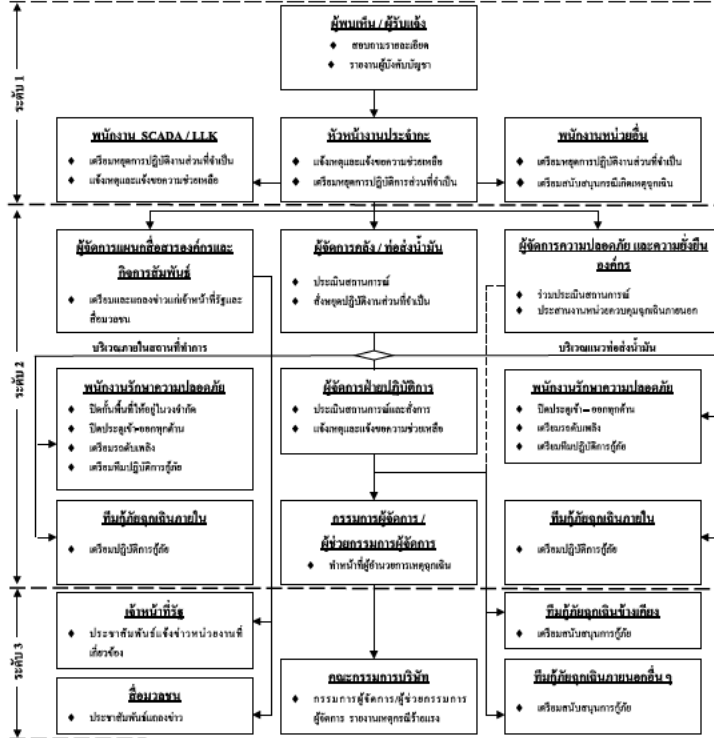 ระดับ 1
ผู้พบเห็น / ผู้รับแจ้ง
♦ สอบถามรายละเอียด
♦ รายงานผู้บังคับบัญชา
พนักงาน SCADA / LLK
♦ เตรียมหยุดการปฏิบัติงานส่วนที่จำเป็น
♦ แจ้งเหตุและแจ้งขอความช่วยเหลือ
หัวหน้างานประจำกะ
♦ แจ้งเหตุและแจ้งขอความช่วยเหลือ
♦ เตรียมหยุดการปฏิบัติการส่วนที่จำเป็น
พนักงานหน่วยอื่น
♦ เตรียมหยุดการปฏิบัติงานส่วนที่จำเป็น
♦ เตรียมสนับสนุนกรณีเกิดเหตุฉุกเฉิน
ระดับ 2
ผู้จัดการแผนกสื่อสารองค์กรและ
กิจการสัมพันธ์
♦ เตรียมและแถลงข่าวแก่เจ้าหน้าที่รัฐและ
สื่อมวลชน
ผู้จัดการคลัง / ท่อส่งน้ำมัน
♦ ประเมินสถานการณ์
♦ สั่งหยุดปฏิบัติงานส่วนที่จำเป็น
ผู้จัดการความปลอดภัย และความยั่งยืน
องค์กร
♦ ร่วมประเมินสถานการณ์
♦ ประสานงานหน่วยควบคุมฉุกเฉินภายนอก
บริเวณภายในสถานที่ทำการ
บริเวณแนวท่อส่งน้ำมัน
พนักงานรักษาความปลอดภัย
♦ ปิดกั้นพื้นที่ให้อยู่ในวงจำกัด
♦ ปิดประตูเข้า-ออกทุกด้าน
♦ เตรียมรถดับเพลิง
♦ เตรียมทีมปฏิบัติการกู้ภัย
ผู้จัดการฝ่ายปฏิบัติการ
♦ ประเมินสถานการณ์และสั่งการ
♦ แจ้งเหตุและแจ้งขอความช่วยเหลือ
พนักงานรักษาความปลอดภัย
♦ ปิดประตูเข้า – ออกทุกด้าน
♦ เตรียมรถดับเพลิง
♦ เตรียมทีมปฏิบัติการกู้ภัย
ทีมกู้ภัยฉุกเฉินภายใน
♦ เตรียมปฏิบัติการกู้ภัย
กรรมการผู้จัดการ /
ผู้ช่วยกรรมการผู้จัดการ
♦ ทำหน้าที่ผู้อำนวยการเหตุฉุกเฉิน
ทีมกู้ภัยฉุกเฉินภายใน
♦ เตรียมปฏิบัติการกู้ภัย
ระดับ 3
เจ้าหน้าที่รัฐ
♦ ประชาสัมพันธ์แจ้งข่าวหน่วยงานที่
เกี่ยวข้อง
ทีมกู้ภัยฉุกเฉินข้างเคียง
♦ เตรียมสนับสนุนการกู้ภัย
สื่อมวลชน
♦ ประชาสัมพันธ์แถลงข่าว
คณะกรรมการบริษัท
♦ กรรมการผู้จัดการ/ผู้ช่วยกรรมการ
ผู้จัดการ รายงานเหตุกรณีร้ายแรง
ทีมกู้ภัยฉุกเฉินภายนอกอื่น ๆ
♦ เตรียมสนับสนุนการกู้ภัย